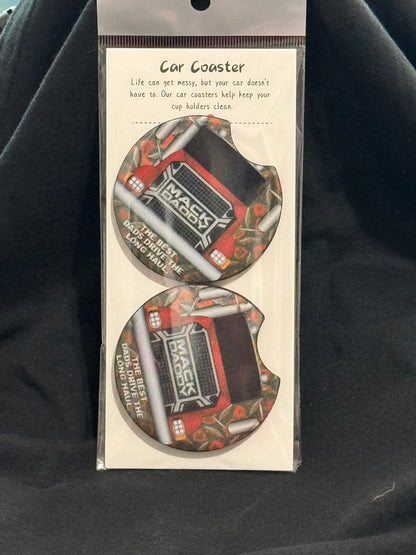 Car Coaster
Life can get messy, but your car doesn't
have to. Our car coasters help keep your
cup holders clean.
MACK
DADDY
THE BEST
DADS DRIVE THE
LONG HAUL
MACK
DADDY
THE BEST
DADS DRIVE THE
LONG HAUL